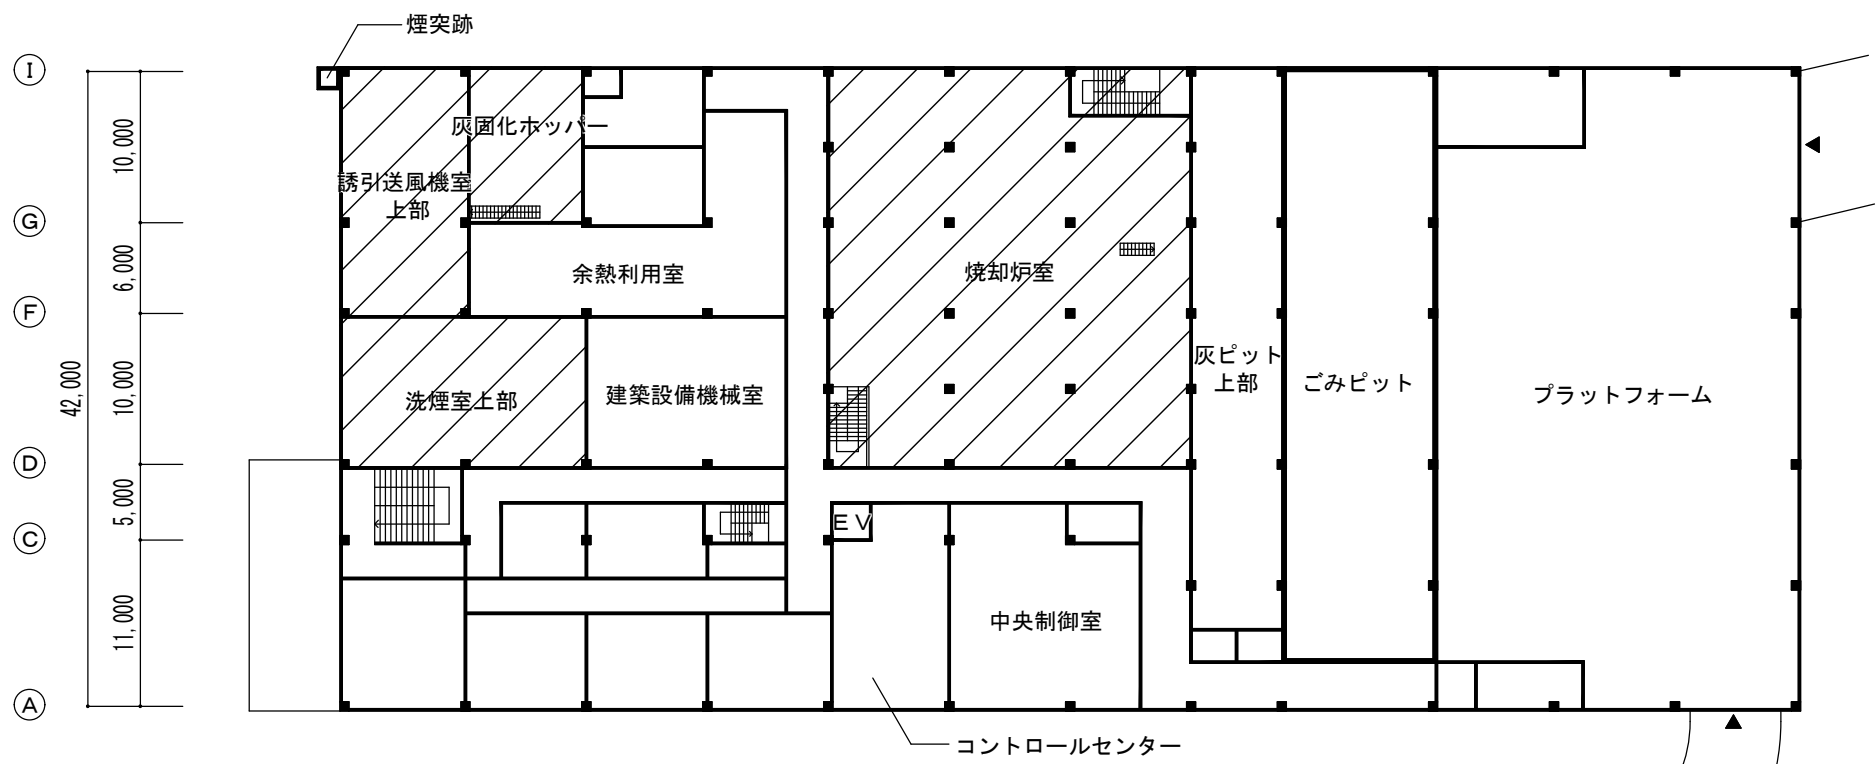 煙突跡
I
10,000
灰固化ホッパー
誘引送風機室
上部
G
6,000
余熱利用室
焼却炉室
F
灰ピット
上部
ごみピット
プラットフォーム
42,000
10,000
洗煙室上部
建築設備機械室
D
5,000
EV
C
11,000
中央制御室
A
コントロールセンター